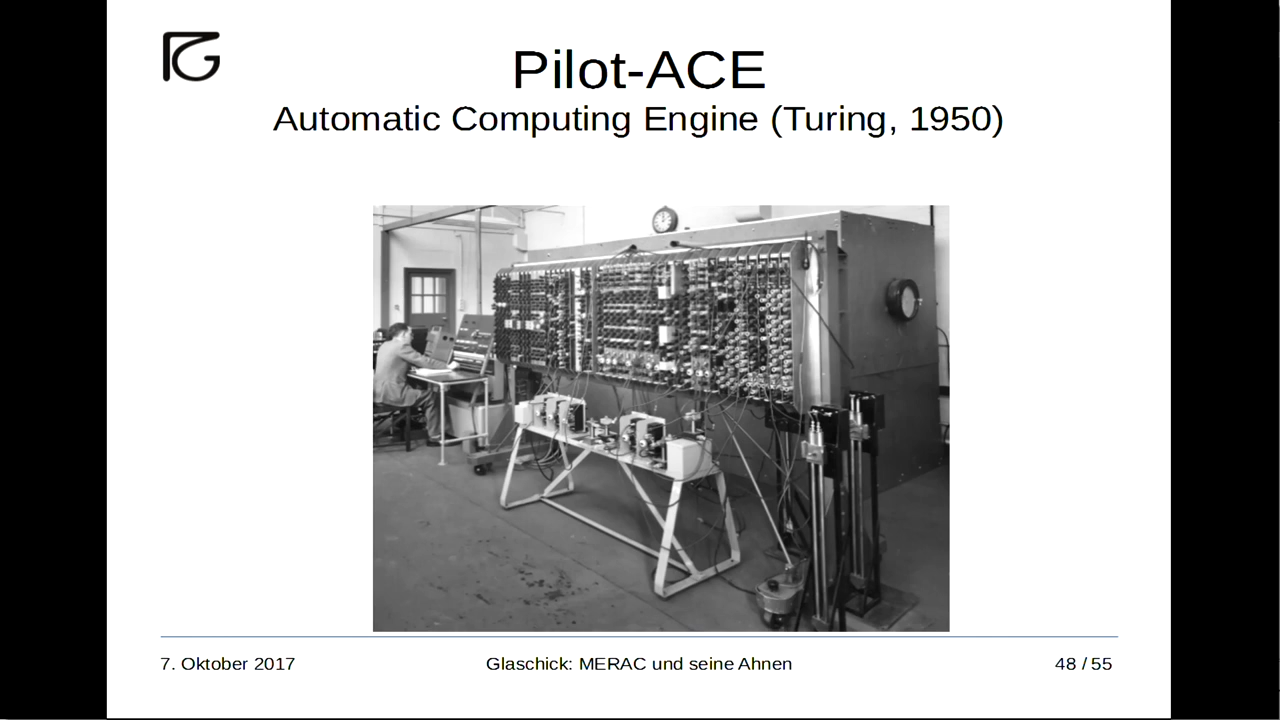 Pilot-ACE
Automatic Computing Engine (Turing, 1950)
7. Oktober 2017
Glaschick: MERAC und seine Ahnen
48 / 55